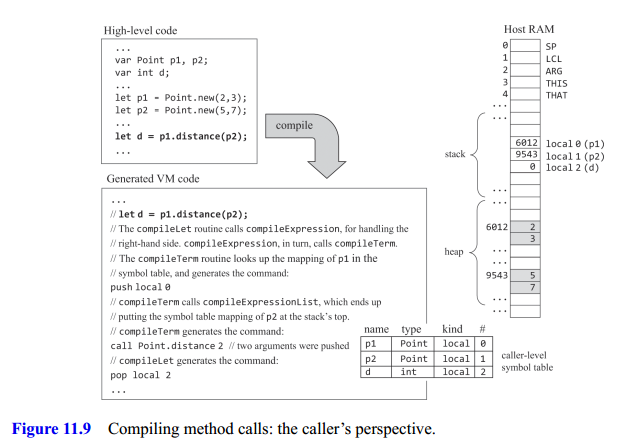 High-level code
...
var Point p1, p2;
var int d;
...
let p1 = Point.new(2,3);
let p2 = Point.new(5,7);
...
let d = p1.distance(p2);
...
compile
Generated VM code
...
// let d = p1.distance(p2);
// The compileLet routine calls compileExpression, for handling the
// right-hand side. compileExpression, in turn, calls compileTerm.
// The compileTerm routine looks up the mapping of p1 in the
// symbol table, and generates the command:
push local 0
// compileTerm calls compileExpressionList, which ends up
// putting the symbol table mapping of p2 at the stack's top.
// compileTerm generates the command:
call Point.distance 2 // two arguments were pushed
// compileLet generates the command:
pop local 2
...
Host RAM
0 SP
1 LCL
2 ARG
3 THIS
4 THAT
...
...
stack
6012 local 0 (p1)
9543 local 1 (p2)
0 local 2 (d)
...
...
heap
6012 2
3
...
...
9543 5
7
...
...
name type kind #
p1 Point local 0
p2 Point local 1
d int local 2
caller-level
symbol table
Figure 11.9 Compiling method calls: the caller's perspective.